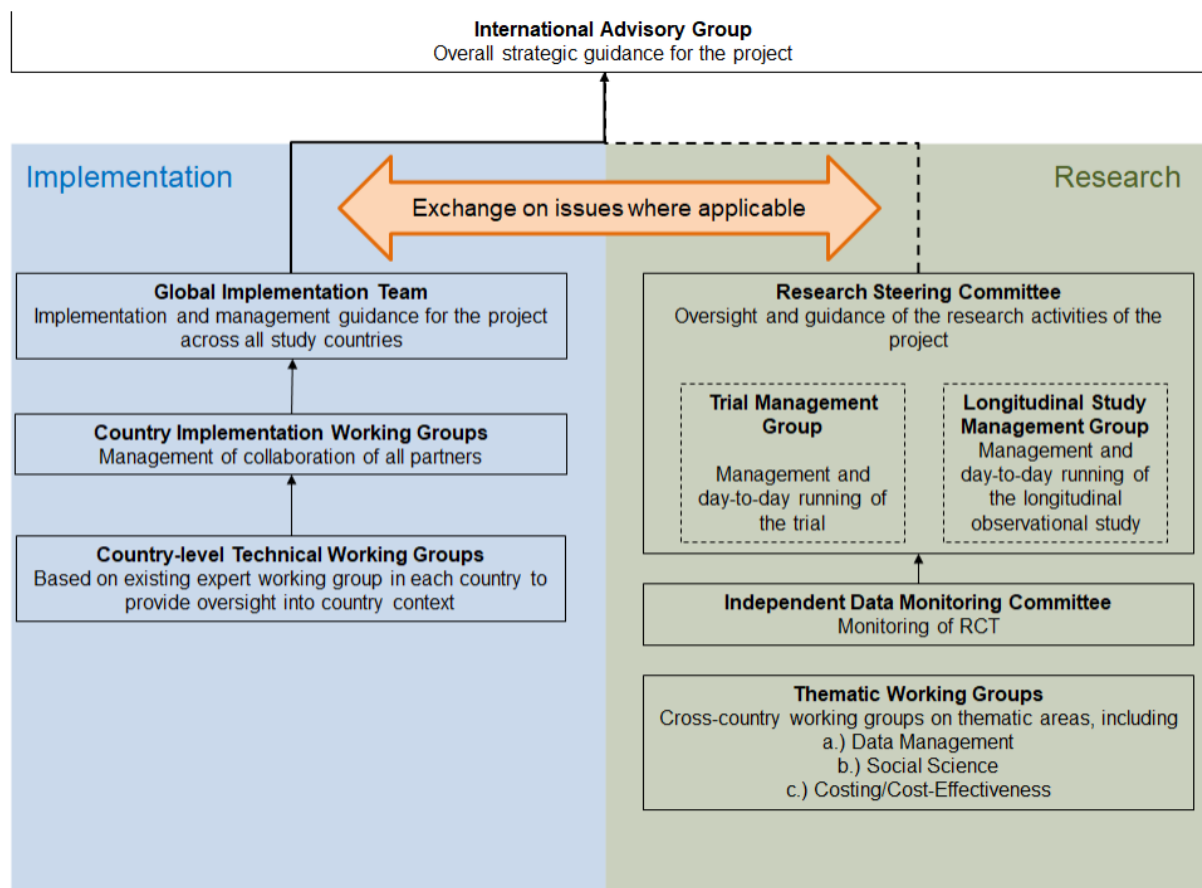 International Advisory Group
Overall strategic guidance for the project
Implementation
Research
Exchange on issues where applicable
Global Implementation Team
Implementation and management guidance for the project
across all study countries
Country Implementation Working Groups
Management of collaboration of all partners
Country-level Technical Working Groups
Based on existing expert working group in each country to
provide oversight into country context
Research Steering Committee
Oversight and guidance of the research activities of the
project
Trial Management
Group
Management and
day-to-day running of
the trial
Longitudinal Study
Management Group
Management and
day-to-day running of
the longitudinal
observational study
Independent Data Monitoring Committee
Monitoring of RCT
Thematic Working Groups
Cross-country working groups on thematic areas, including
a.) Data Management
b.) Social Science
c.) Costing/Cost-Effectiveness